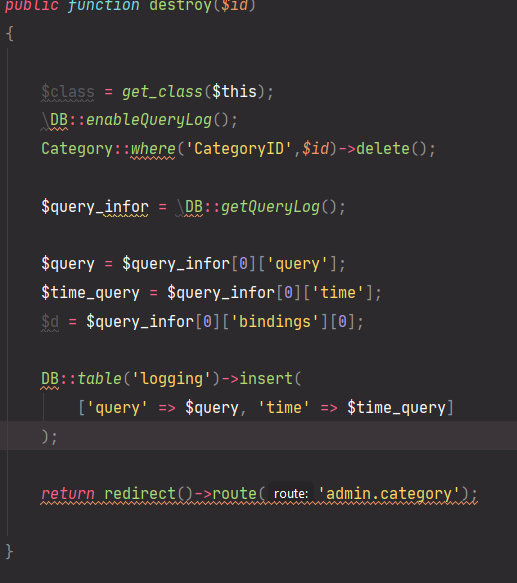 public function destroy($id)
{
$class = get_class($this);
\DB::enableQueryLog();
Category::where('CategoryID',$id)->delete();
$query_infor = \DB::getQueryLog();
$query = $query_infor[0]['query'];
$time_query = $query_infor[0]['time'];
$d = $query_infor[0]['bindings'][0];
DB::table('logging')->insert(
['query' => $query, 'time' => $time_query]
);
return redirect()->route( route: 'admin.category');
}